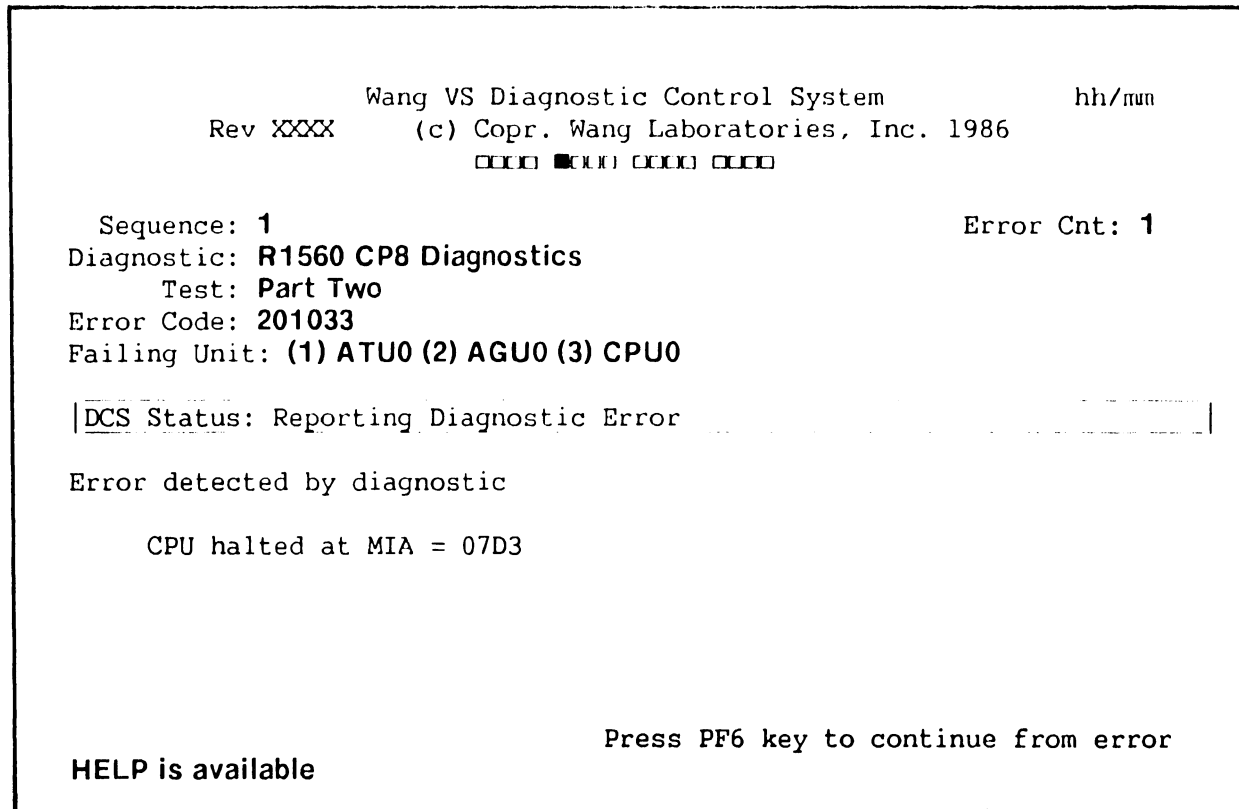 Wang VS Diagnostic Control System hh/mm
Rev XXXX (c) Copr. Wang Laboratories, Inc. 1986
Sequence: 1 Error Cnt: 1
Diagnostic: R1560 CP8 Diagnostics
Test: Part Two
Error Code: 201033
Failing Unit: (1) ATU0 (2) AGU0 (3) CPU0
DCS Status: Reporting Diagnostic Error
Error detected by diagnostic
CPU halted at MIA = 07D3
Press PF6 key to continue from error
HELP is available